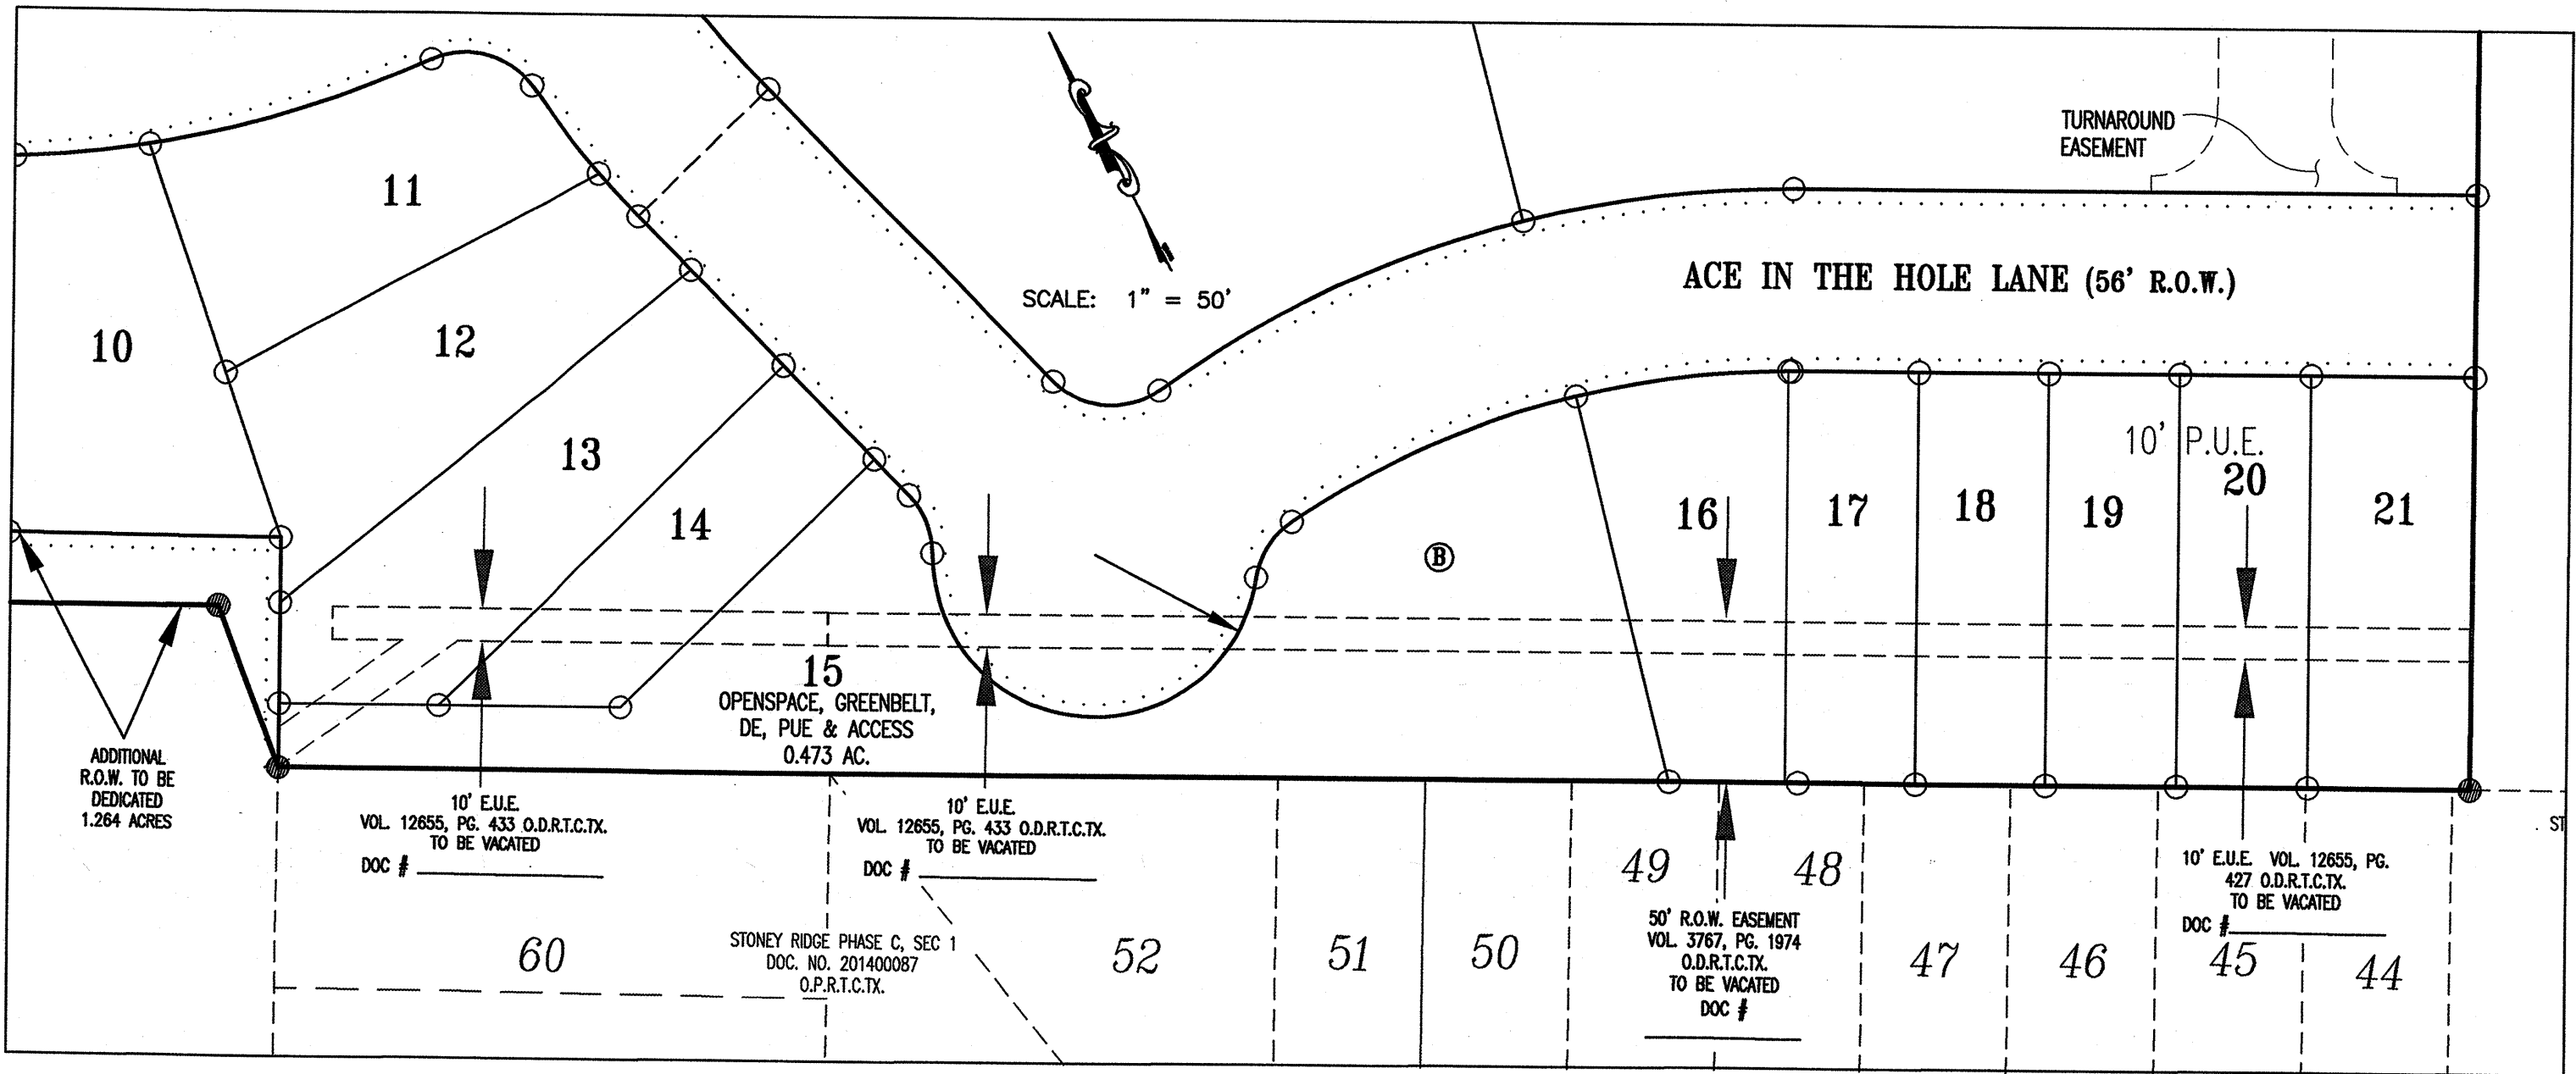 11
TURNAROUND
EASEMENT
SCALE: 1" = 50'
ACE IN THE HOLE LANE (56' R.O.W.)
10
12
13
14
10' P.U.E.
16
17
18
19
20
21
B
15
OPENSPACE, GREENBELT,
DE, PUE & ACCESS
0.473 AC.
ADDITIONAL
R.O.W. TO BE
DEDICATED
1.264 ACRES
10' E.U.E.
VOL. 12655, PG. 433 O.D.R.T.C.TX.
TO BE VACATED
DOC #
10' E.U.E.
VOL. 12655, PG. 433 O.D.R.T.C.TX.
TO BE VACATED
DOC #
10' E.U.E. VOL. 12655, PG.
427 O.D.R.T.C.TX.
TO BE VACATED
DOC #
ST
49
48
50' R.O.W. EASEMENT
VOL. 3767, PG. 1974
O.D.R.T.C.TX.
TO BE VACATED
DOC #
60
STONEY RIDGE PHASE C, SEC 1
DOC. NO. 201400087
O.P.R.T.C.TX.
52
51
50
47
46
45
44